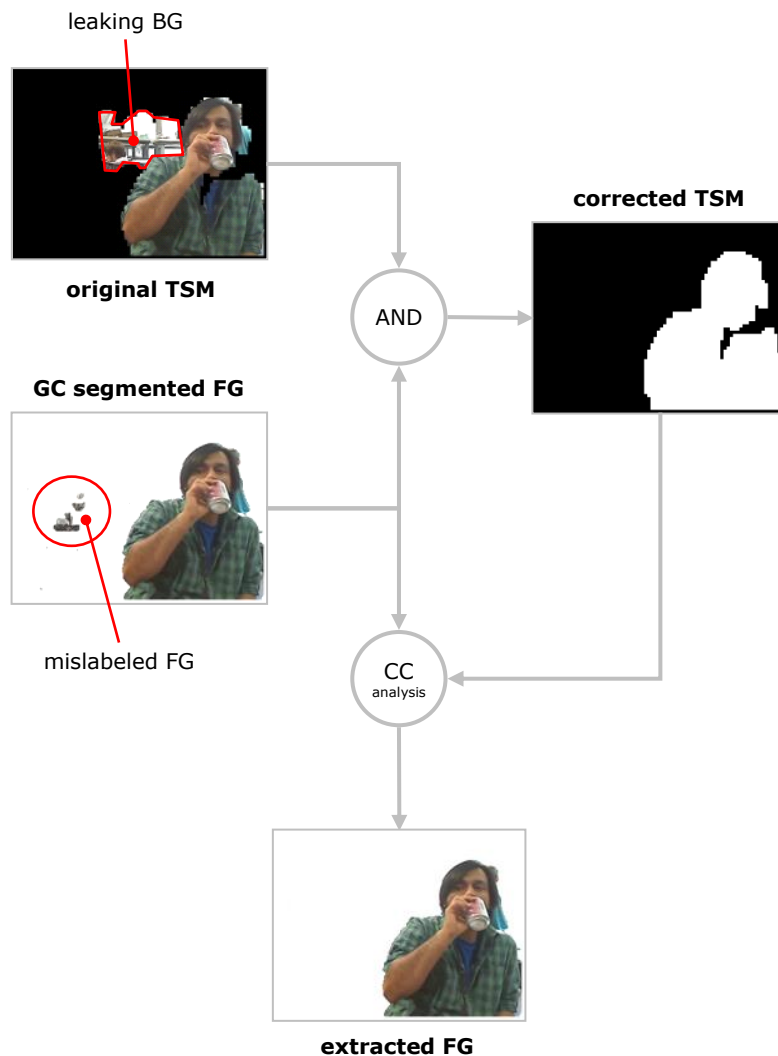 leaking BG
original TSM
corrected TSM
AND
GC segmented FG
mislabeled FG
CC
analysis
extracted FG